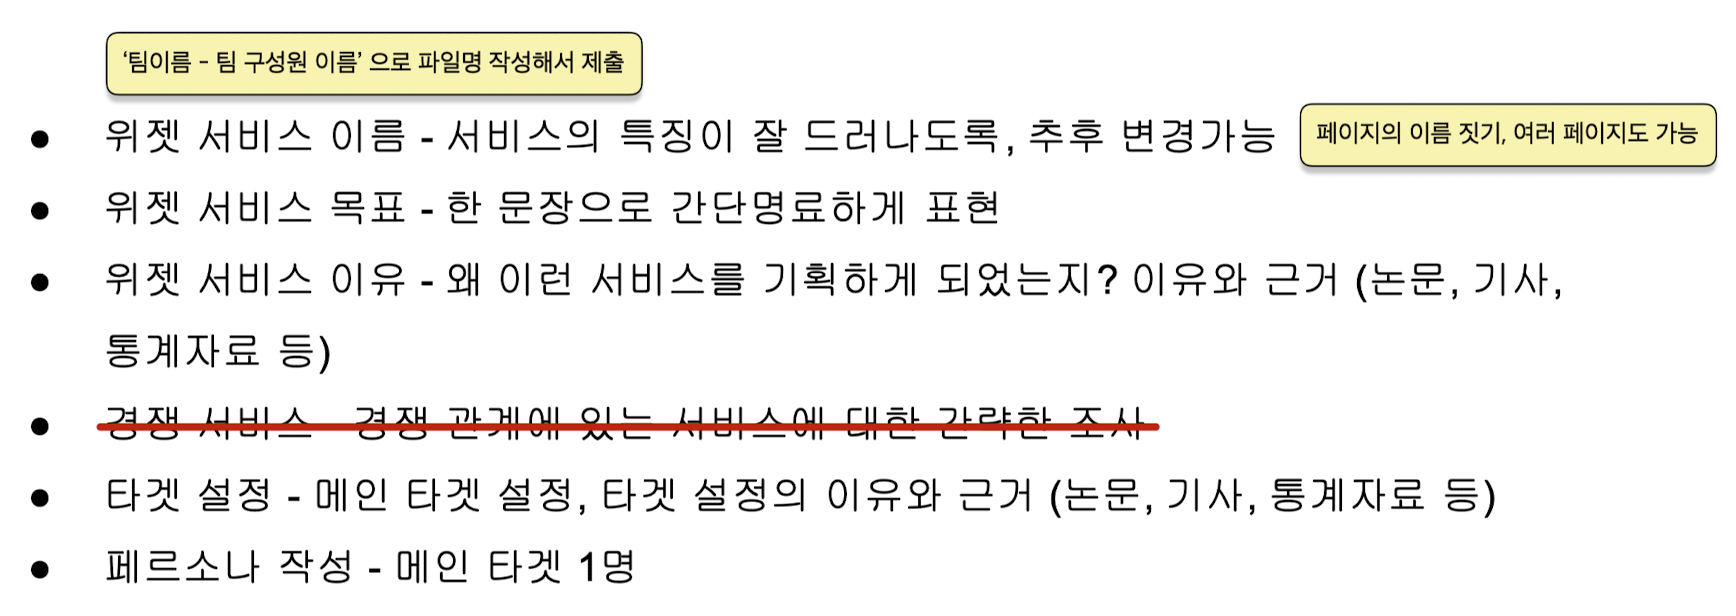 ‘팀이름 - 팀 구성원 이름’ 으로 파일명 작성해서 제출
● 위젯 서비스 이름 - 서비스의 특징이 잘 드러나도록, 추후 변경가능
페이지의 이름 짓기, 여러 페이지도 가능
● 위젯 서비스 목표 - 한 문장으로 간단명료하게 표현
● 위젯 서비스 이유 - 왜 이런 서비스를 기획하게 되었는지? 이유와 근거 (논문, 기사,
통계자료 등)
● 경쟁 서비스 - 경쟁 관계에 있는 서비스에 대한 간략한 조사
● 타겟 설정 - 메인 타겟 설정, 타겟 설정의 이유와 근거 (논문, 기사, 통계자료 등)
● 페르소나 작성 - 메인 타겟 1명